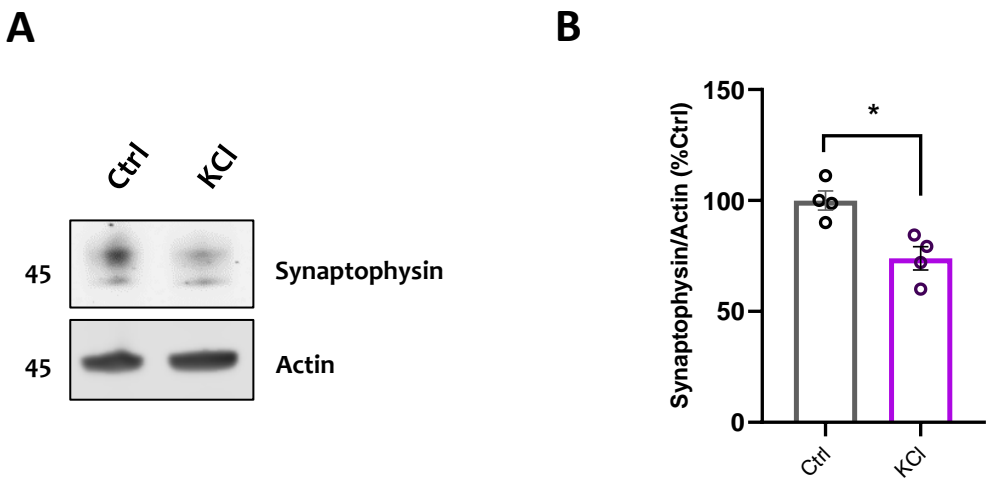 A
Ctrl
KCl
45
Synaptophysin
45
Actin
B
Synaptophysin/Actin (%Ctrl)
150
100
50
0
*
Ctrl
KCl